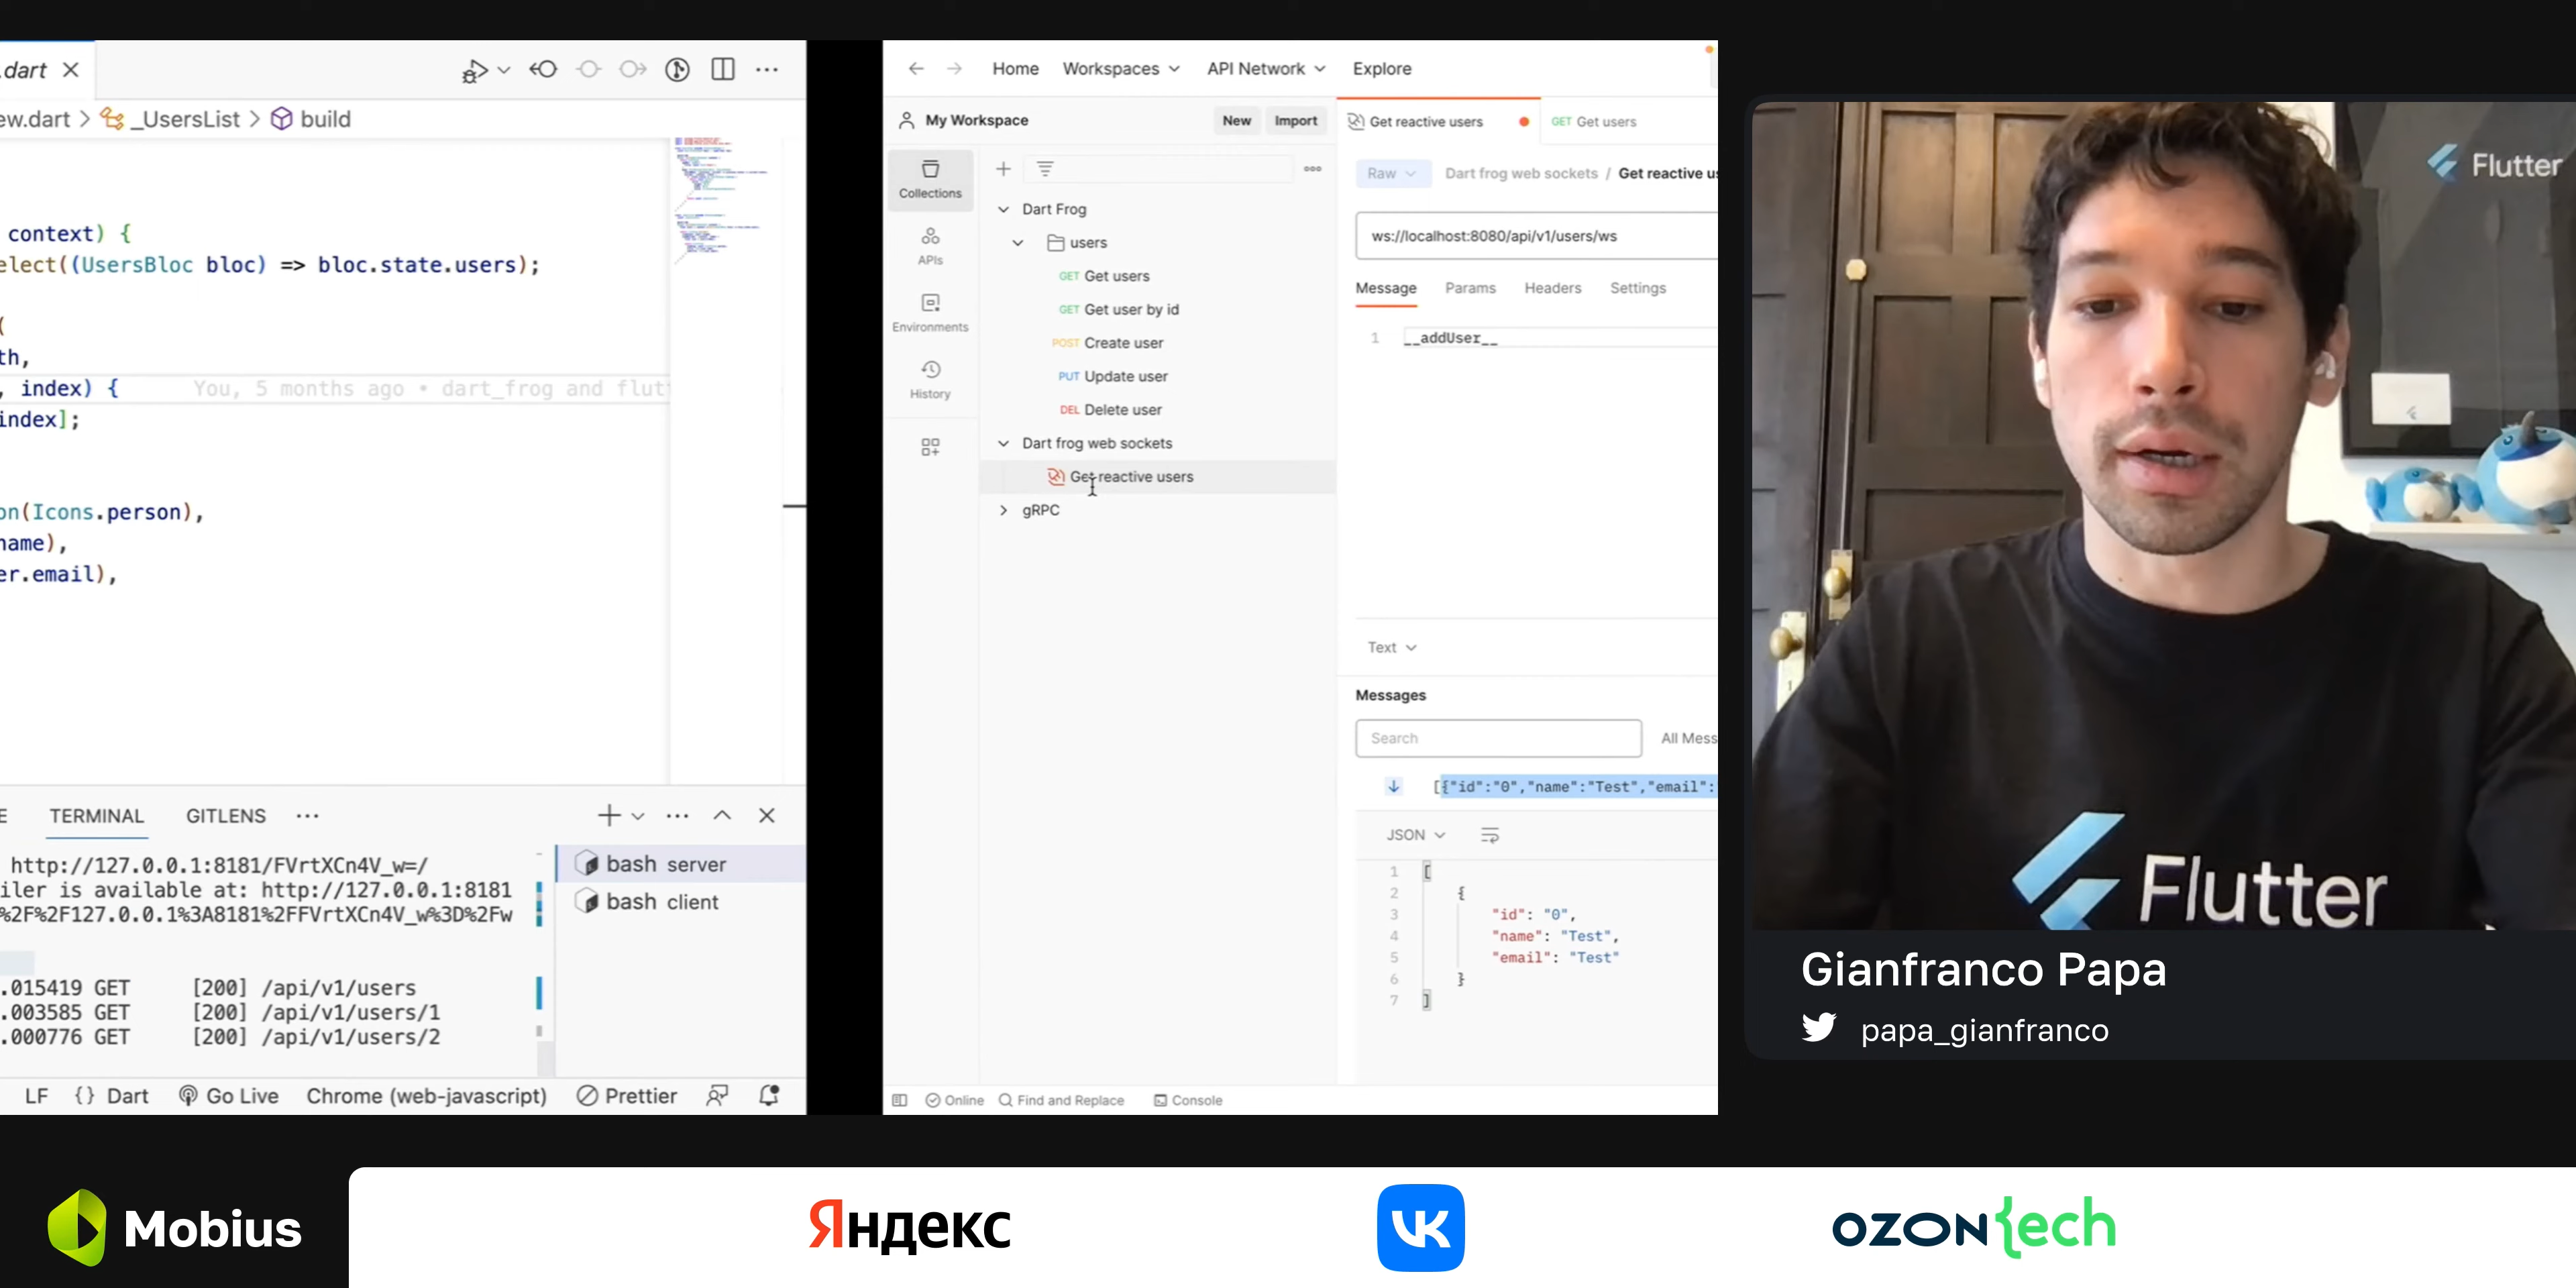 .dart
ew.dart > _UsersList > build
context) {
elect((UsersBloc bloc) => bloc.state.users);
(
th,
, index) { You, 5 months ago • dart_frog and flut
index];
on(Icons.person),
name),
er.email),
E TERMINAL GITLENS
http://127.0.0.1:8181/FVrtXCn4V_w=/
iler is available at: http://127.0.0.1:8181
%2F%2F127.0.0.1%3A8181%2FFVrtXCn4V_w%3D%2Fw
.015419 GET [200] /api/v1/users
.003585 GET [200] /api/v1/users/1
.000776 GET [200] /api/v1/users/2
bash server
bash client
LF {} Dart Go Live Chrome (web-javascript) Prettier
Home Workspaces API Network Explore
My Workspace New Import
Collections
APIs
Environments
History
Dart Frog
users
GET Get users
GET Get user by id
POST Create user
PUT Update user
DEL Delete user
Dart frog web sockets
Get reactive users
gRPC
Get reactive users GET Get users
Raw Dart frog web sockets / Get reactive us
ws://localhost:8080/api/v1/users/ws
Message Params Headers Settings
1 __addUser__
Text
Messages
Search All Mess
[{"id":"0","name":"Test","email":
JSON
1 [
2 {
3 "id": "0",
4 "name": "Test",
5 "email": "Test"
6 }
7 ]
Online Find and Replace Console
Flutter
Flutter
Gianfranco Papa
papa_gianfranco
Mobius
Яндекс
VK
OZON{ech